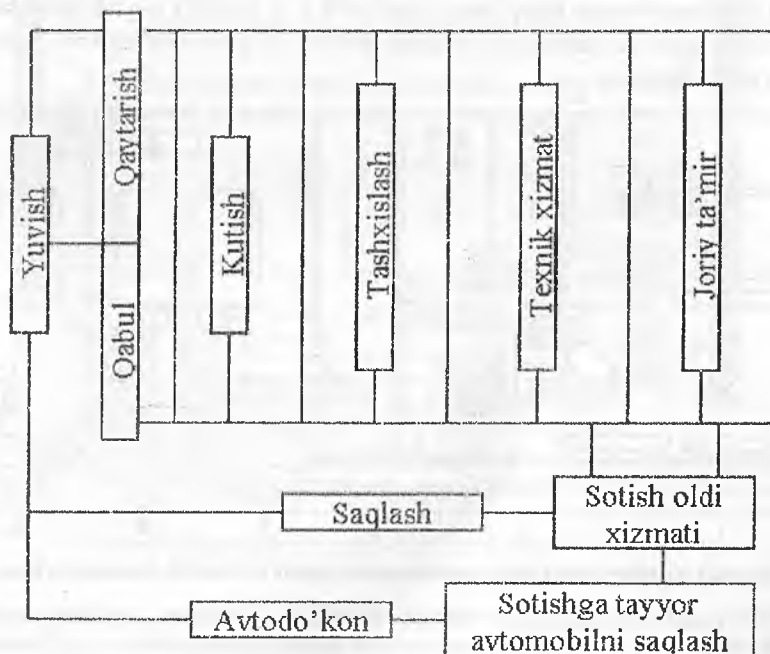 Yuvish
Qaytarish
Qabul
Kutish
Tashxislash
Texnik xizmat
Joriy ta’mir
Saqlash
Sotish oldi
xizmati
Avtodo’kon
Sotishga tayyor
avtomobilni saqlash